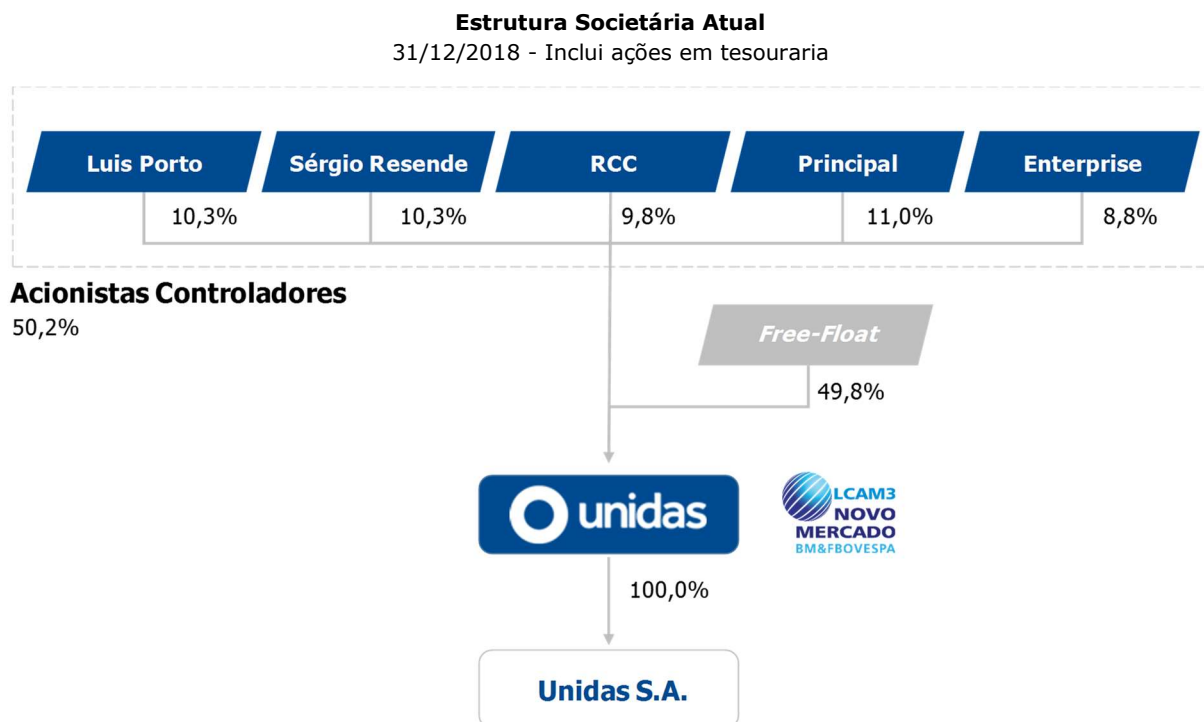 Estrutura Societária Atual
31/12/2018 - Inclui ações em tesouraria
Luis Porto
Sérgio Resende
RCC
Principal
Enterprise
10,3%
10,3%
9,8%
11,0%
8,8%
Acionistas Controladores
50,2%
Free-Float
49,8%
unidas
LCAM3
NOVO
MERCADO
BM&FBOVESPA
100,0%
Unidas S.A.